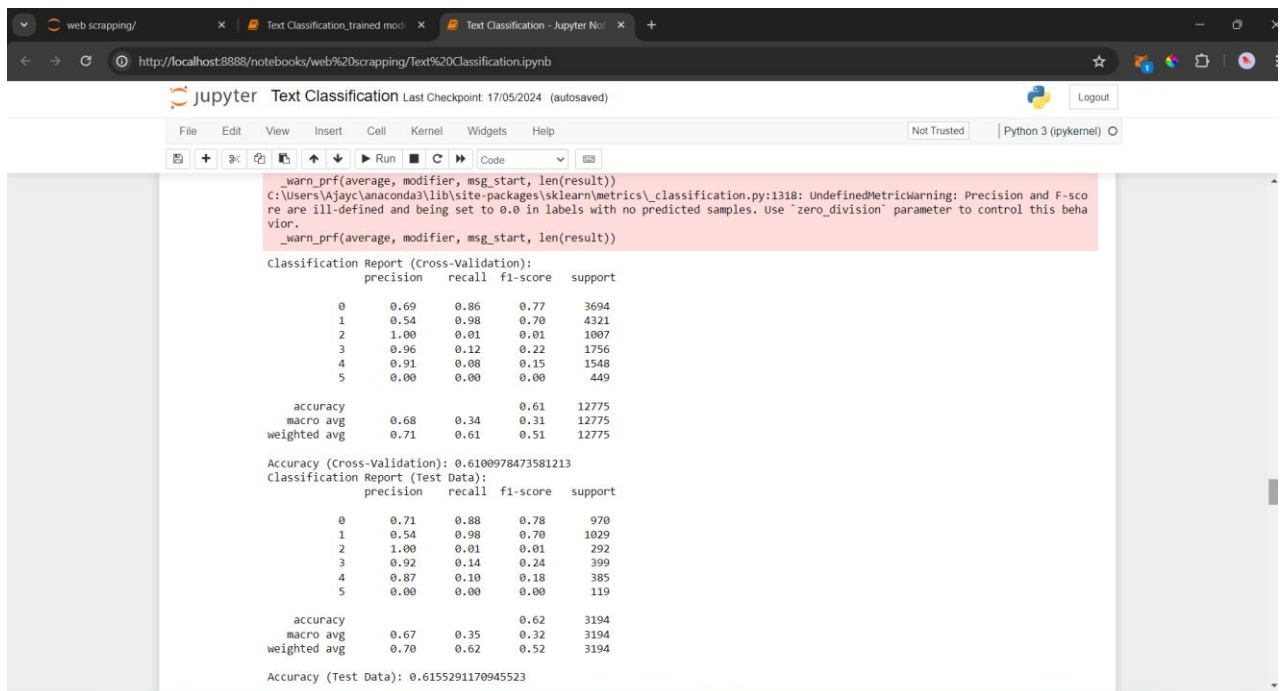 web scrapping/
Text Classification_trained mod
Text Classification - Jupyter Not
http://localhost:8888/notebooks/web%20scrapping/Text%20Classification.ipynb
1
jupyter Text Classification Last Checkpoint: 17/05/2024 (autosaved)
Logout
File Edit View Insert Cell Kernel Widgets Help
Not Trusted
Python 3 (ipykernel)
Run
Code
_warn_prf(average, modifier, msg_start, len(result))
C:\Users\Ajayc\anaconda3\lib\site-packages\sklearn\metrics\_classification.py:1318: UndefinedMetricWarning: Precision and F-sco
re are ill-defined and being set to 0.0 in labels with no predicted samples. Use `zero_division` parameter to control this beha
vior.
_warn_prf(average, modifier, msg_start, len(result))
Classification Report (Cross-Validation):
precision recall f1-score support
0 0.69 0.86 0.77 3694
1 0.54 0.98 0.70 4321
2 1.00 0.01 0.01 1007
3 0.96 0.12 0.22 1756
4 0.91 0.08 0.15 1548
5 0.00 0.00 0.00 449
accuracy 0.61 12775
macro avg 0.68 0.34 0.31 12775
weighted avg 0.71 0.61 0.51 12775
Accuracy (Cross-Validation): 0.6100978473581213
Classification Report (Test Data):
precision recall f1-score support
0 0.71 0.88 0.78 970
1 0.54 0.98 0.70 1029
2 1.00 0.01 0.01 292
3 0.92 0.14 0.24 399
4 0.87 0.10 0.18 385
5 0.00 0.00 0.00 119
accuracy 0.62 3194
macro avg 0.67 0.35 0.32 3194
weighted avg 0.70 0.62 0.52 3194
Accuracy (Test Data): 0.6155291170945523